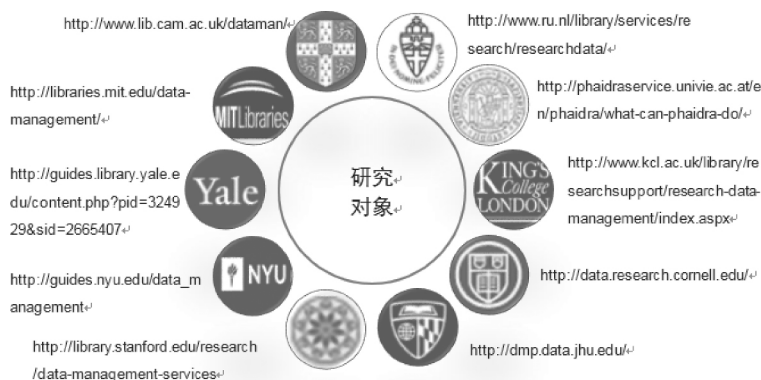 http://www.lib.cam.ac.uk/dataman/
http://www.ru.nl/library/services/re
search/researchdata/
http://libraries.mit.edu/data-
management/
MITLibraries
http://phaidraservice.univie.ac.at/e
n/phaidra/what-can-phaidra-do/
http://guides.library.yale.e
du/content.php?pid=3249
29&sid=2665407
Yale
研究
对象
KING'S
College
LONDON
http://www.kcl.ac.uk/library/re
searchsupport/research-data-
management/index.aspx
http://guides.nyu.edu/data_m
anagement
NYU
http://data.research.cornell.edu/
http://library.stanford.edu/research
/data-management-services
http://dmp.data.jhu.edu/